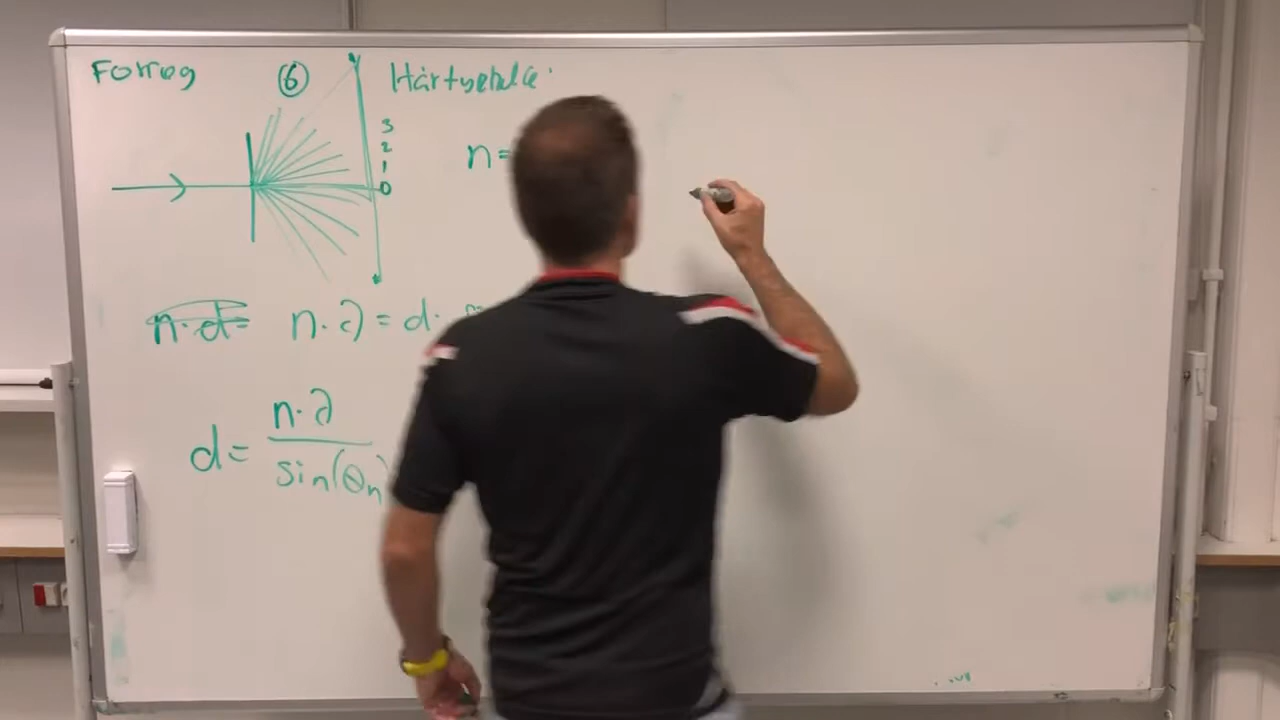 Forsøg 6 Hårtykkelse
3
2
1
0
n=
n·d= n·λ = d·
d= n·λ
sin(θn)